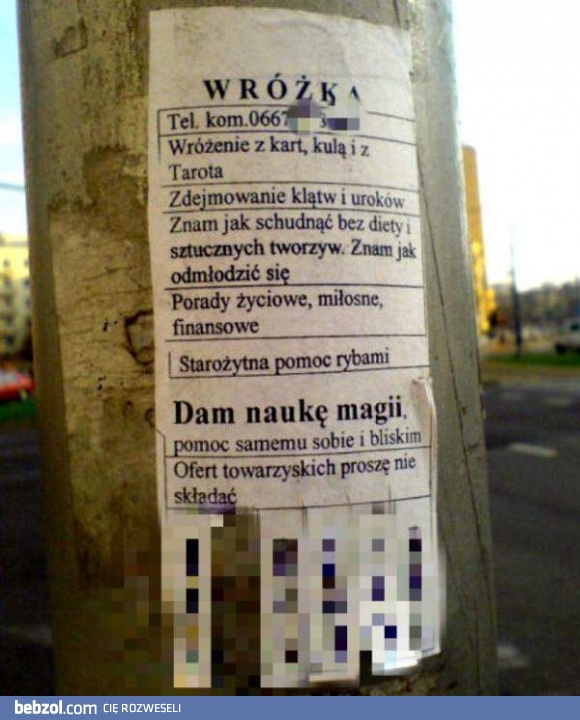 WRÓŻKA
Tel. kom.0667
Wróżenie z kart, kulą i z
Tarota
Zdejmowanie klątw i uroków
Znam jak schudnąć bez diety i
sztucznych tworzyw. Znam jak
odmłodzić się
Porady życiowe, miłosne,
finansowe
Starożytna pomoc rybami
Dam naukę magii,
pomoc samemu sobie i bliskim
Ofert towarzyskich proszę nie
składać
bebzol.com CIĘ ROZWESELI